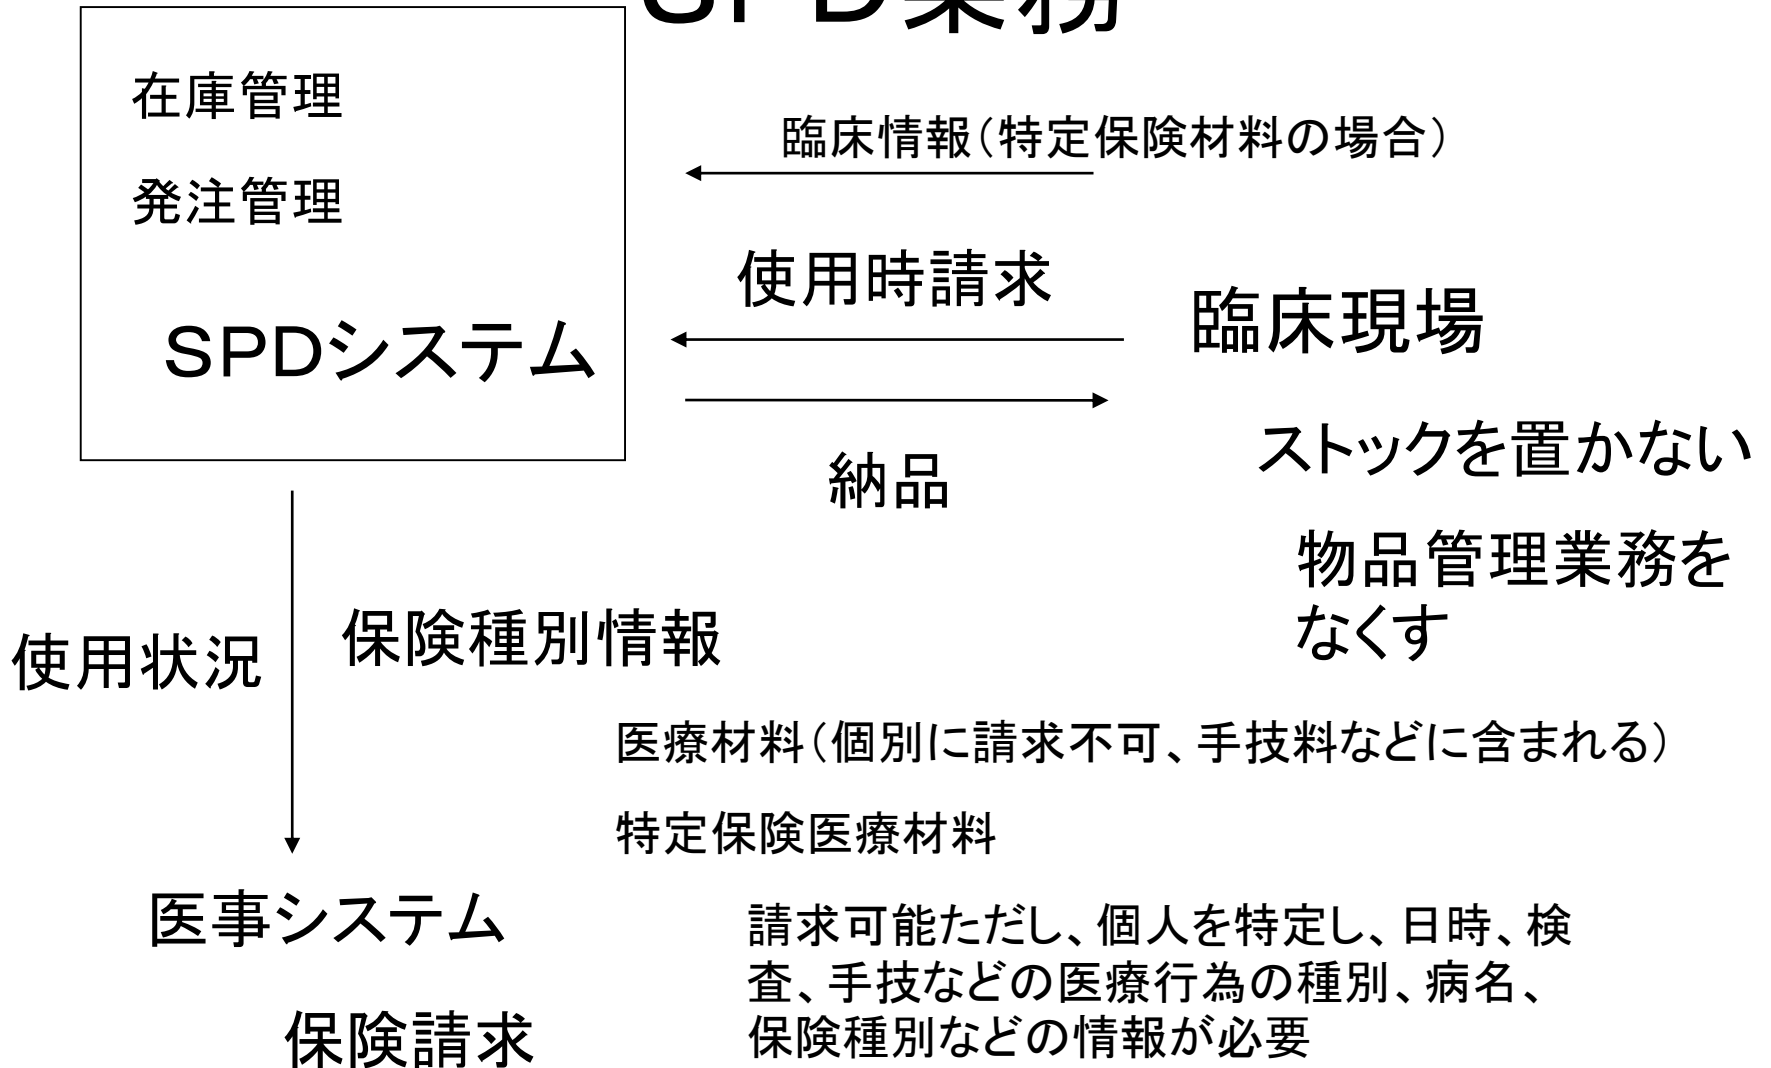 SPD業務
在庫管理
発注管理
SPDシステム
臨床情報(特定保険材料の場合)
使用時請求
納品
臨床現場
ストックを置かない
物品管理業務を
なくす
使用状況
保険種別情報
医療材料(個別に請求不可、手技料などに含まれる)
特定保険医療材料
請求可能ただし、個人を特定し、日時、検
査、手技などの医療行為の種別、病名、
保険種別などの情報が必要
医事システム
保険請求